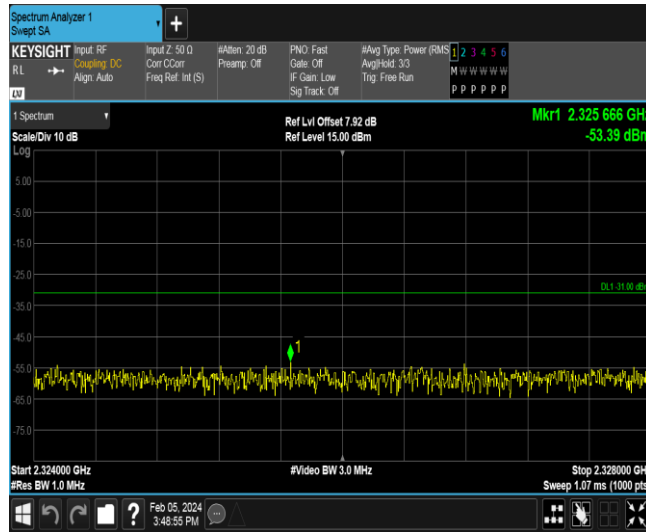 Spectrum Analyzer 1
Swept SA
+
KEYSIGHT Input: RF Input Z: 50 Ω #Atten: 20 dB PNO: Fast #Avg Type: Power (RMS 1 2 3 4 5 6
RL Coupling: DC Corr CCorr Preamp: Off Gate: Off Avg|Hold: 3/3 M W W W W W
Align: Auto Freq Ref: Int (S) IF Gain: Low Trig: Free Run
LXI Sig Track: Off P P P P P P
1 Spectrum Ref Lvl Offset 7.92 dB Mkr1 2.325 666 GHz
Scale/Div 10 dB Ref Level 15.00 dBm -53.39 dBm
Log
5.00
-5.00
-15.0
-25.0
DL1 -31.00 dBm
-35.0
-45.0
1
-55.0
-65.0
-75.0
Start 2.324000 GHz #Video BW 3.0 MHz Stop 2.328000 GH
#Res BW 1.0 MHz Sweep 1.07 ms (1000 pts
? Feb 05, 2024
3:48:55 PM